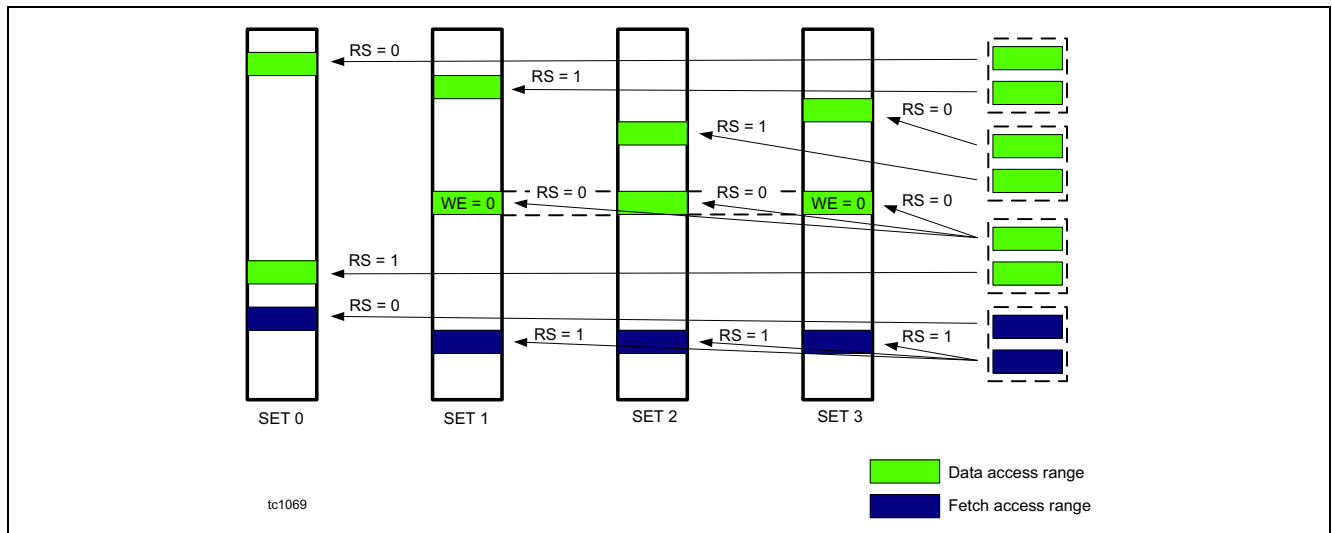 RS = 0
RS = 1
RS = 0
RS = 1
WE = 0 RS = 0 RS = 0 WE = 0 RS = 0
RS = 1
RS = 0
RS = 1 RS = 1 RS = 1
SET 0 SET 1 SET 2 SET 3
Data access range
tc1069 Fetch access range